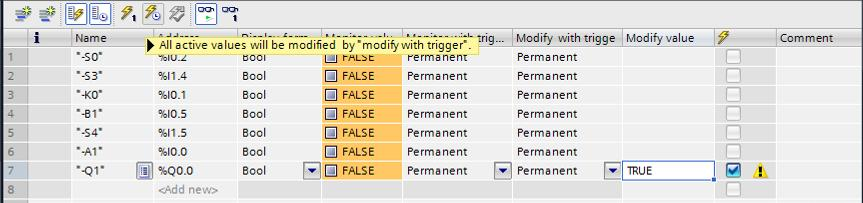 i Name Address Display form... Monitor valu... Monitor with trig... Modify with trigge Modify value Comment
All active values will be modified by "modify with trigger".
1 "-S0" %I0.2 Bool FALSE Permanent Permanent
2 "-S3" %I1.4 Bool FALSE Permanent Permanent
3 "-K0" %I0.1 Bool FALSE Permanent Permanent
4 "-B1" %I0.5 Bool FALSE Permanent Permanent
5 "-S4" %I1.5 Bool FALSE Permanent Permanent
6 "-A1" %I0.0 Bool FALSE Permanent Permanent
7 "-Q1" %Q0.0 Bool FALSE Permanent Permanent TRUE
8 <Add new>